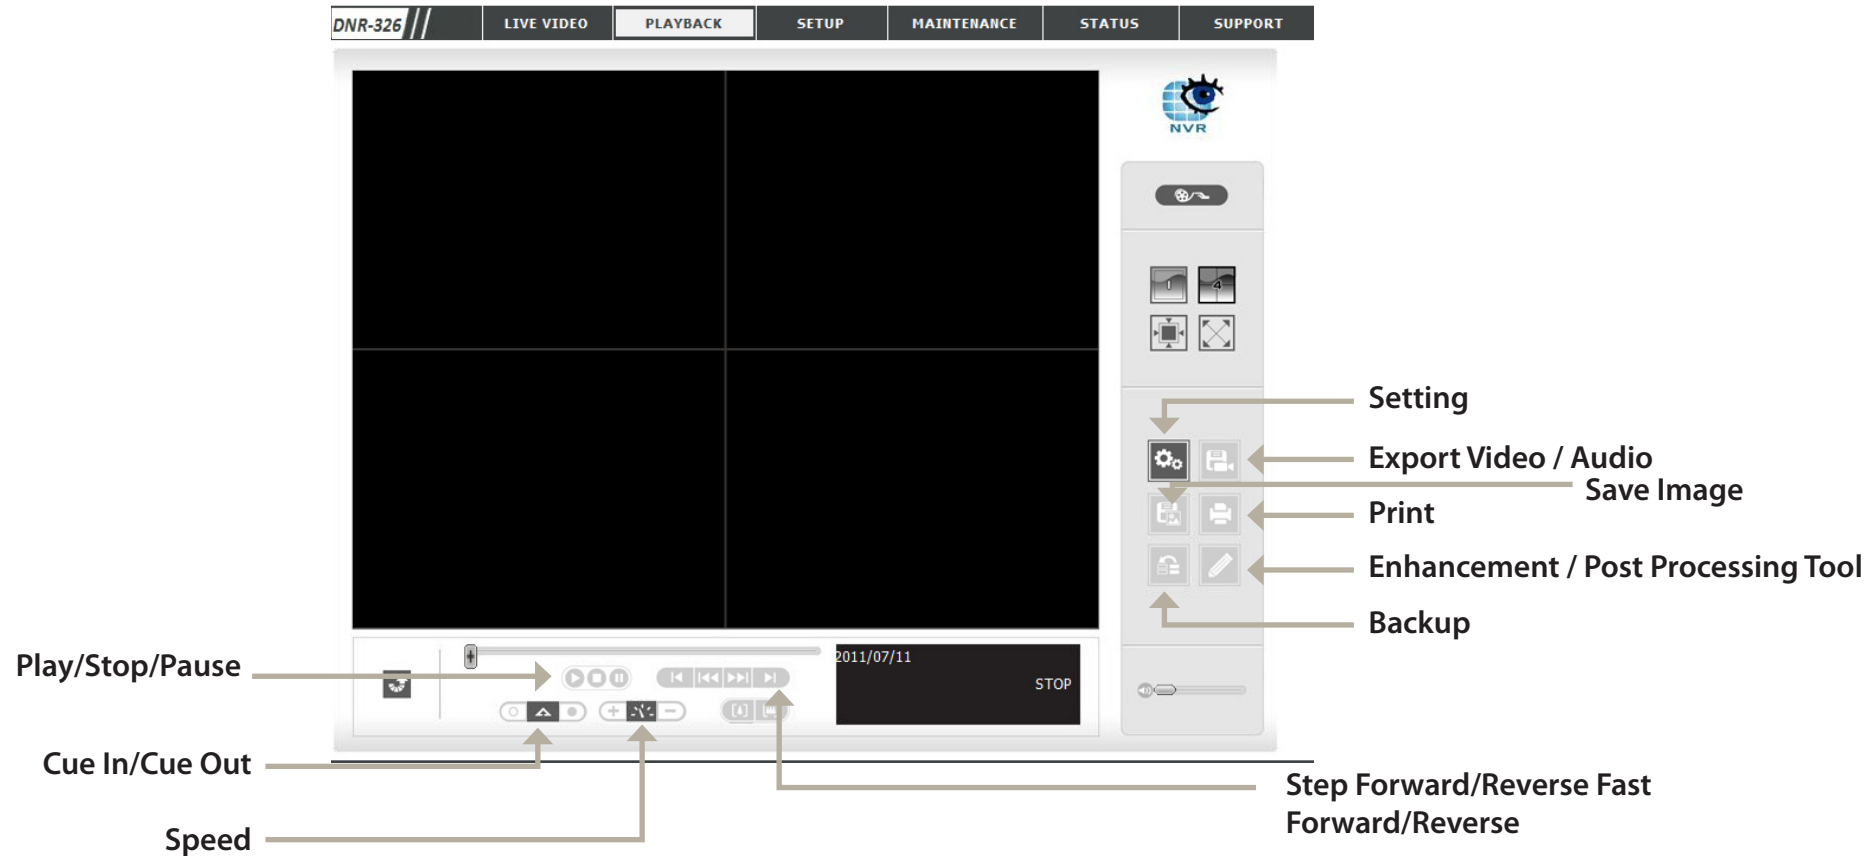 DNR-326 LIVE VIDEO PLAYBACK SETUP MAINTENANCE STATUS SUPPORT
NVR
1 4
Setting
Export Video / Audio
Save Image
Print
Enhancement / Post Processing Tool
Backup
Play/Stop/Pause
2011/07/11
STOP
Cue In/Cue Out
Speed
Step Forward/Reverse Fast
Forward/Reverse